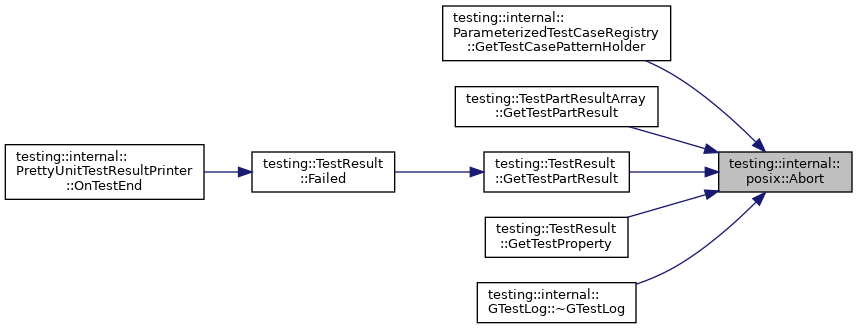 testing::internal::
ParameterizedTestCaseRegistry
::GetTestCasePatternHolder
testing::TestPartResultArray
::GetTestPartResult
testing::internal::
PrettyUnitTestResultPrinter
::OnTestEnd
testing::TestResult
::Failed
testing::TestResult
::GetTestPartResult
testing::internal::
posix::Abort
testing::TestResult
::GetTestProperty
testing::internal::
GTestLog::~GTestLog